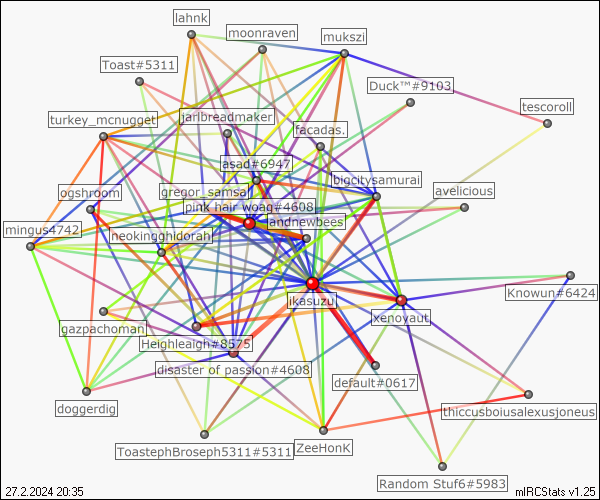 lahnk
moonraven
mukszi
Toast#5311
Duck™#9103
tescoroll
turkey_mcnugget
jaribreadmaker
facadas.
asad#6947
bigcitysamurai
ogshroom
gregor_samsa
avelicious
pink hair woag#4608
landnewbees
mingus4742
heokingghidorah
Knowun#6424
ikasuzu
xenoyaut
gazpachoman
Heighleaigh#8575
disaster of passion#4608
default#0617
doggerdig
thiccusboiusalexusjoneus
ToastephBroseph5311#5311
ZeeHonK
Random Stuf6#5983
27.2.2024 20:35
mIRCStats v1.25